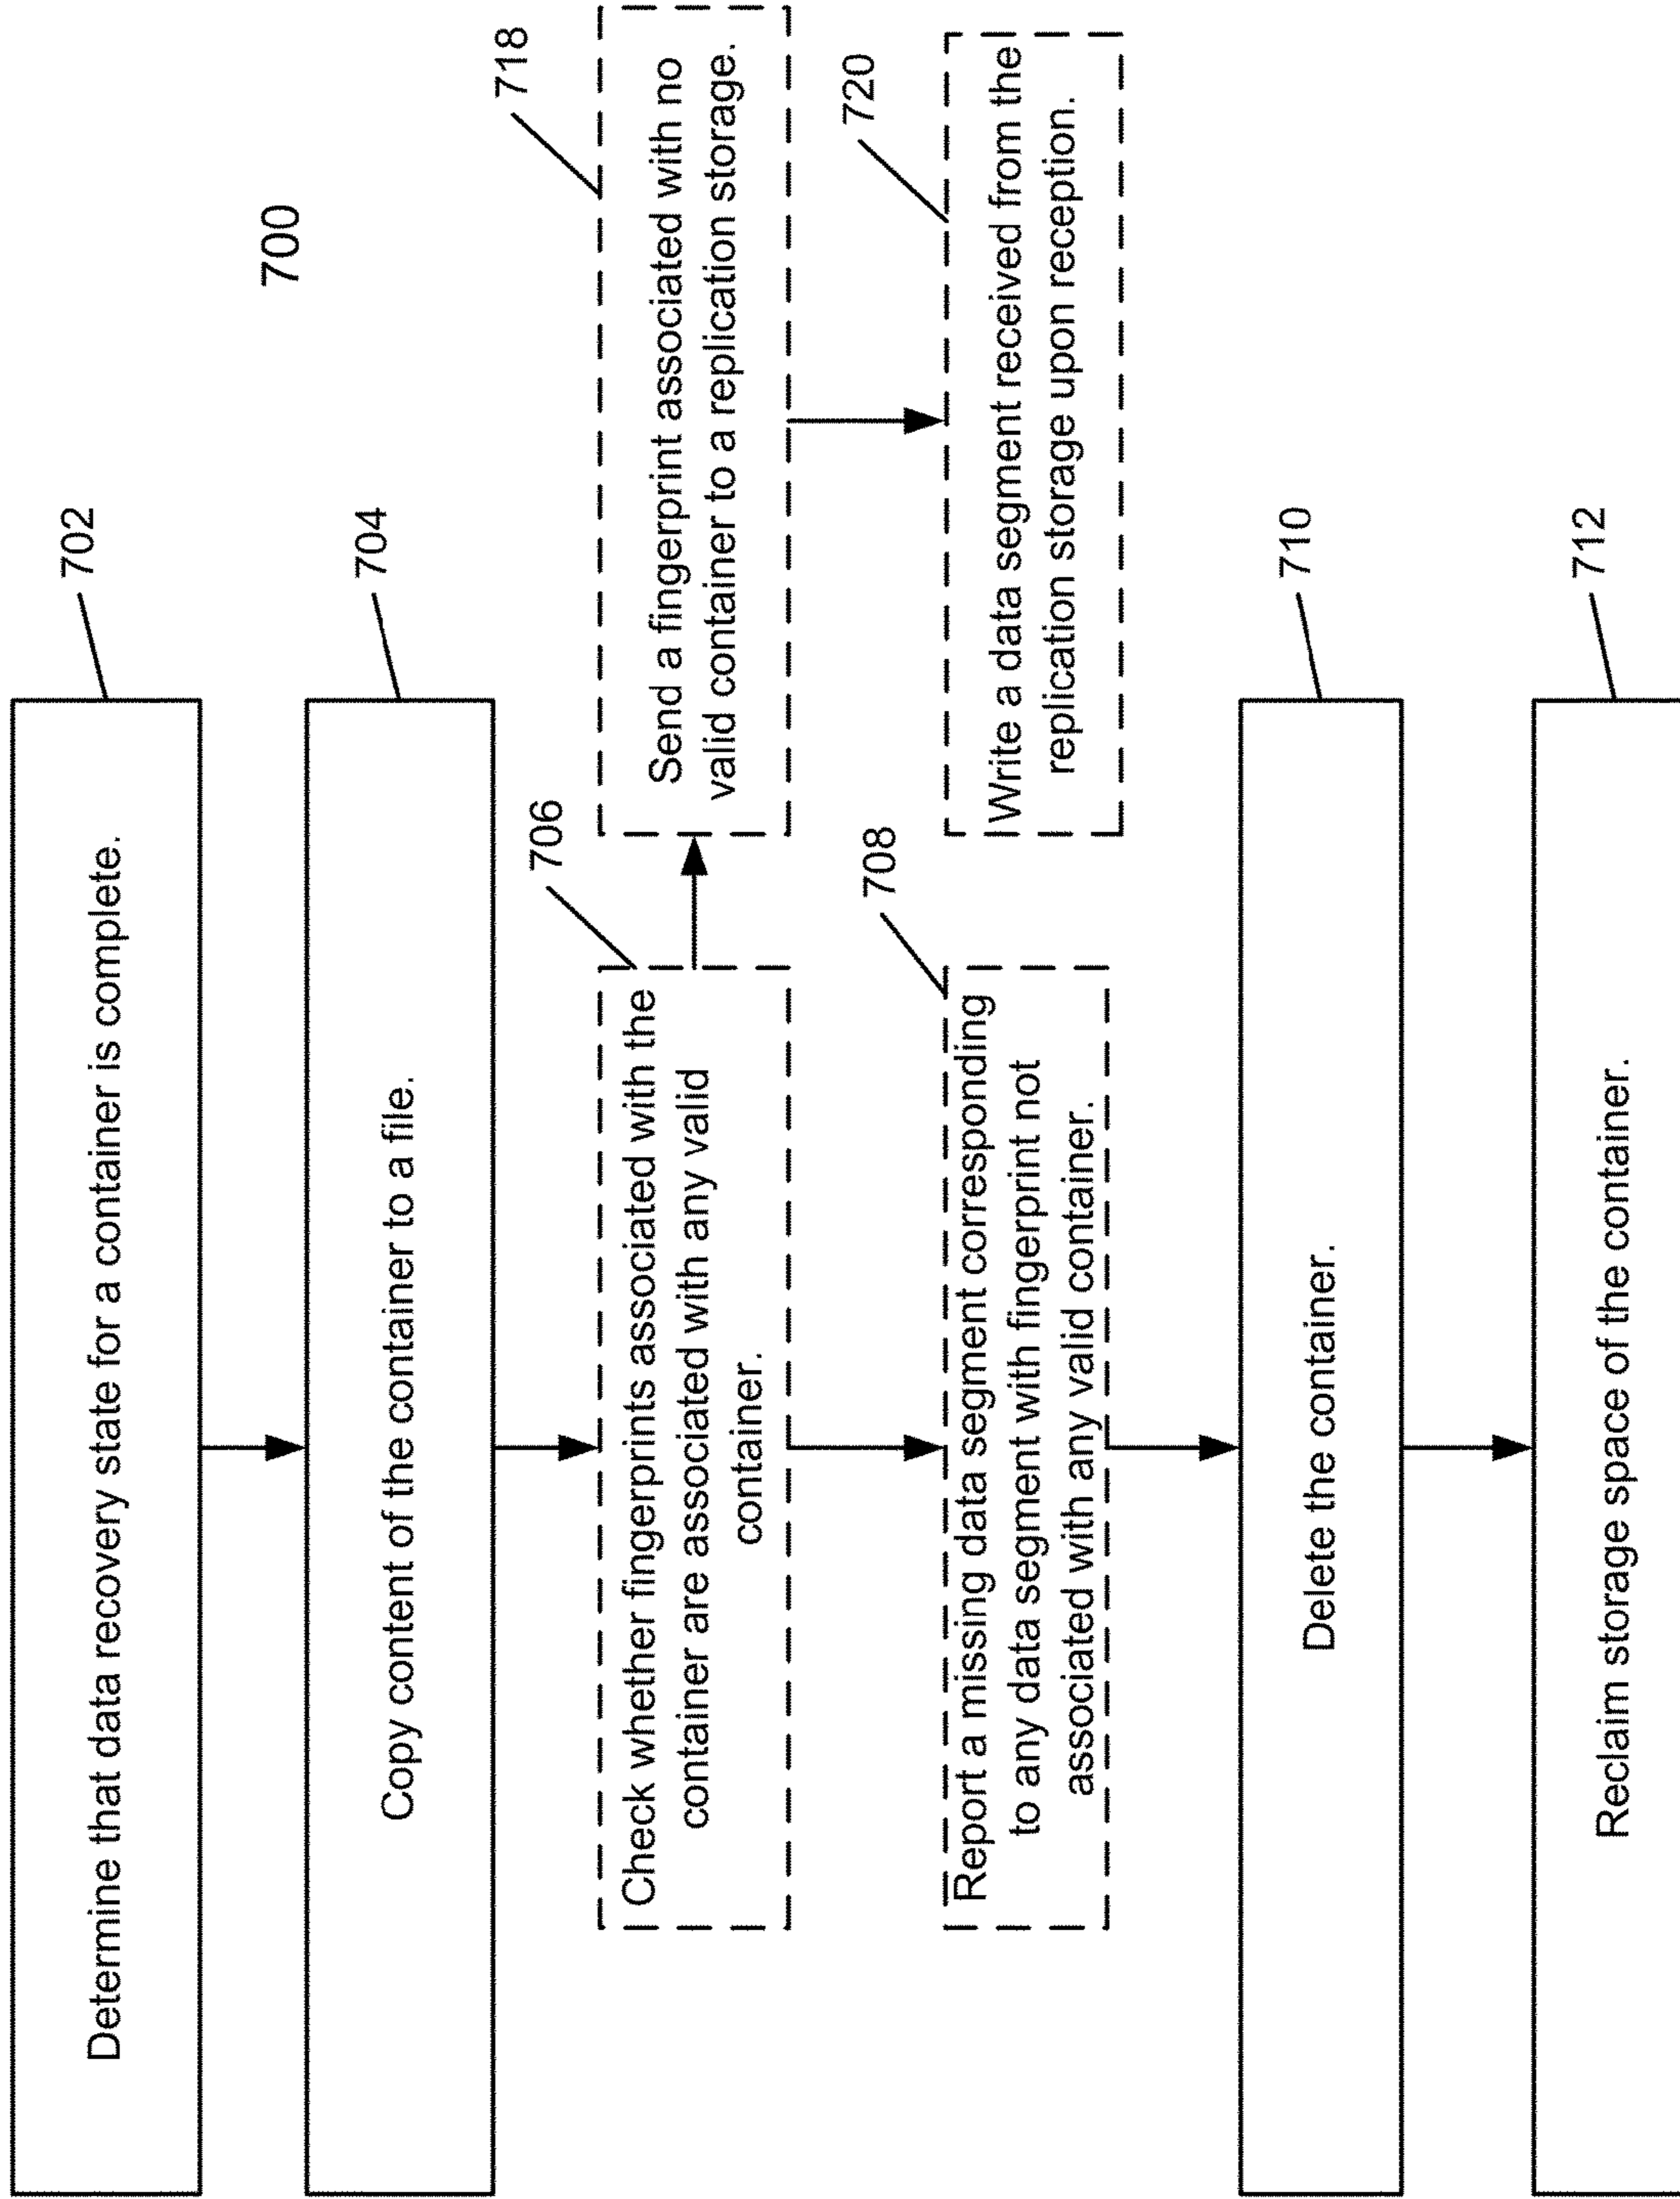 700
Determine that data recovery state for a container is complete.
702
Copy content of the container to a file.
704
Check whether fingerprints associated with the
container are associated with any valid
container.
706
Send a fingerprint associated with no
valid container to a replication storage.
718
Report a missing data segment corresponding
to any data segment with fingerprint not
associated with any valid container.
708
Write a data segment received from the
replication storage upon reception.
720
Delete the container.
710
Reclaim storage space of the container.
712